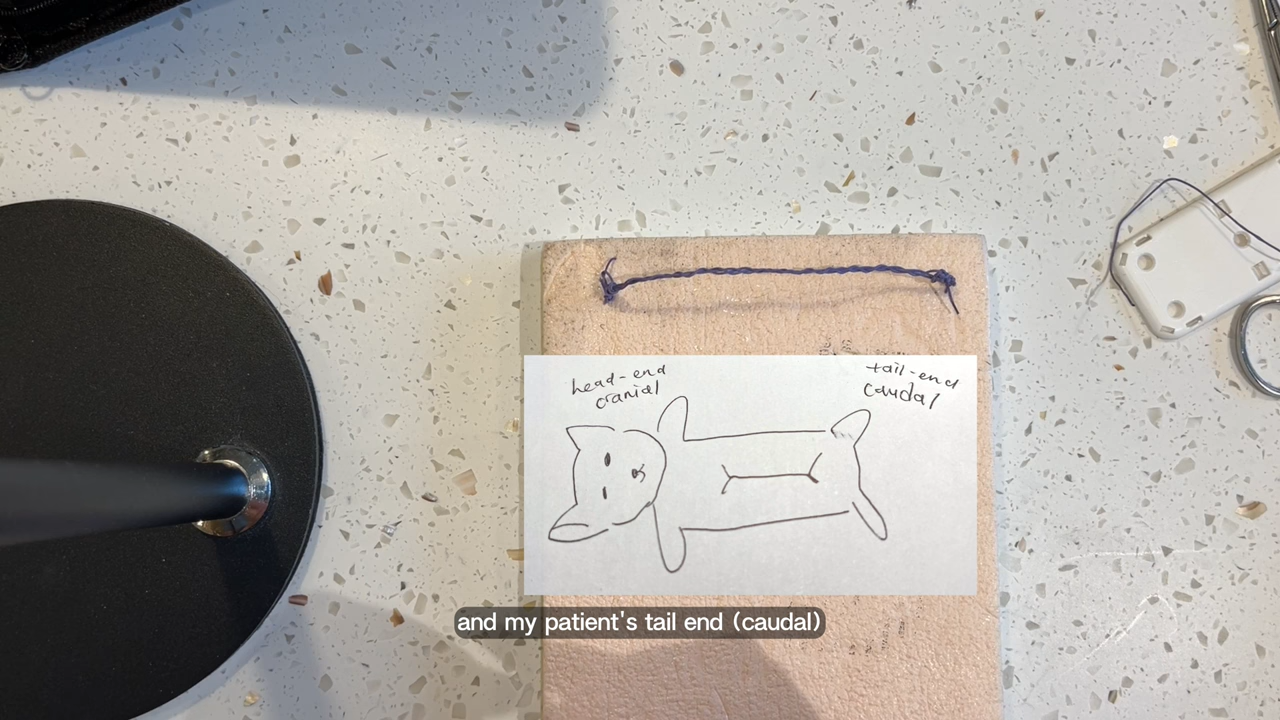 head-end
cranial
tail-end
caudal
and my patient's tail end (caudal)